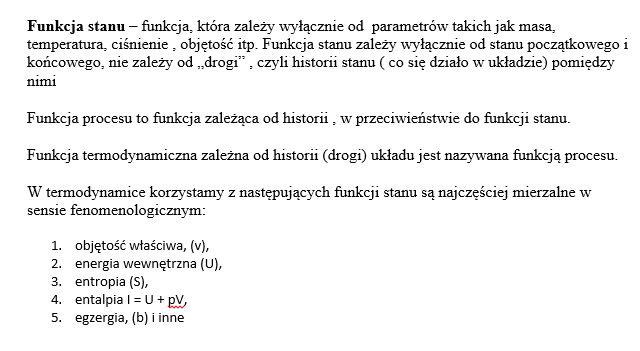 Funkcja stanu – funkcja, która zależy wyłącznie od  parametrów takich jak masa,
temperatura, ciśnienie , objętość itp. Funkcja stanu zależy wyłącznie od stanu początkowego i
końcowego, nie zależy od „drogi” , czyli historii stanu ( co się działo w układzie) pomiędzy
nimi
Funkcja procesu to funkcja zależąca od historii , w przeciwieństwie do funkcji stanu.
Funkcja termodynamiczna zależna od historii (drogi) układu jest nazywana funkcją procesu.
W termodynamice korzystamy z następujących funkcji stanu są najczęściej mierzalne w
sensie fenomenologicznym:
1. objętość właściwa, (v),
2. energia wewnętrzna (U),
3. entropia (S),
4. entalpia I = U + pV,
5. egzergia, (b) i inne